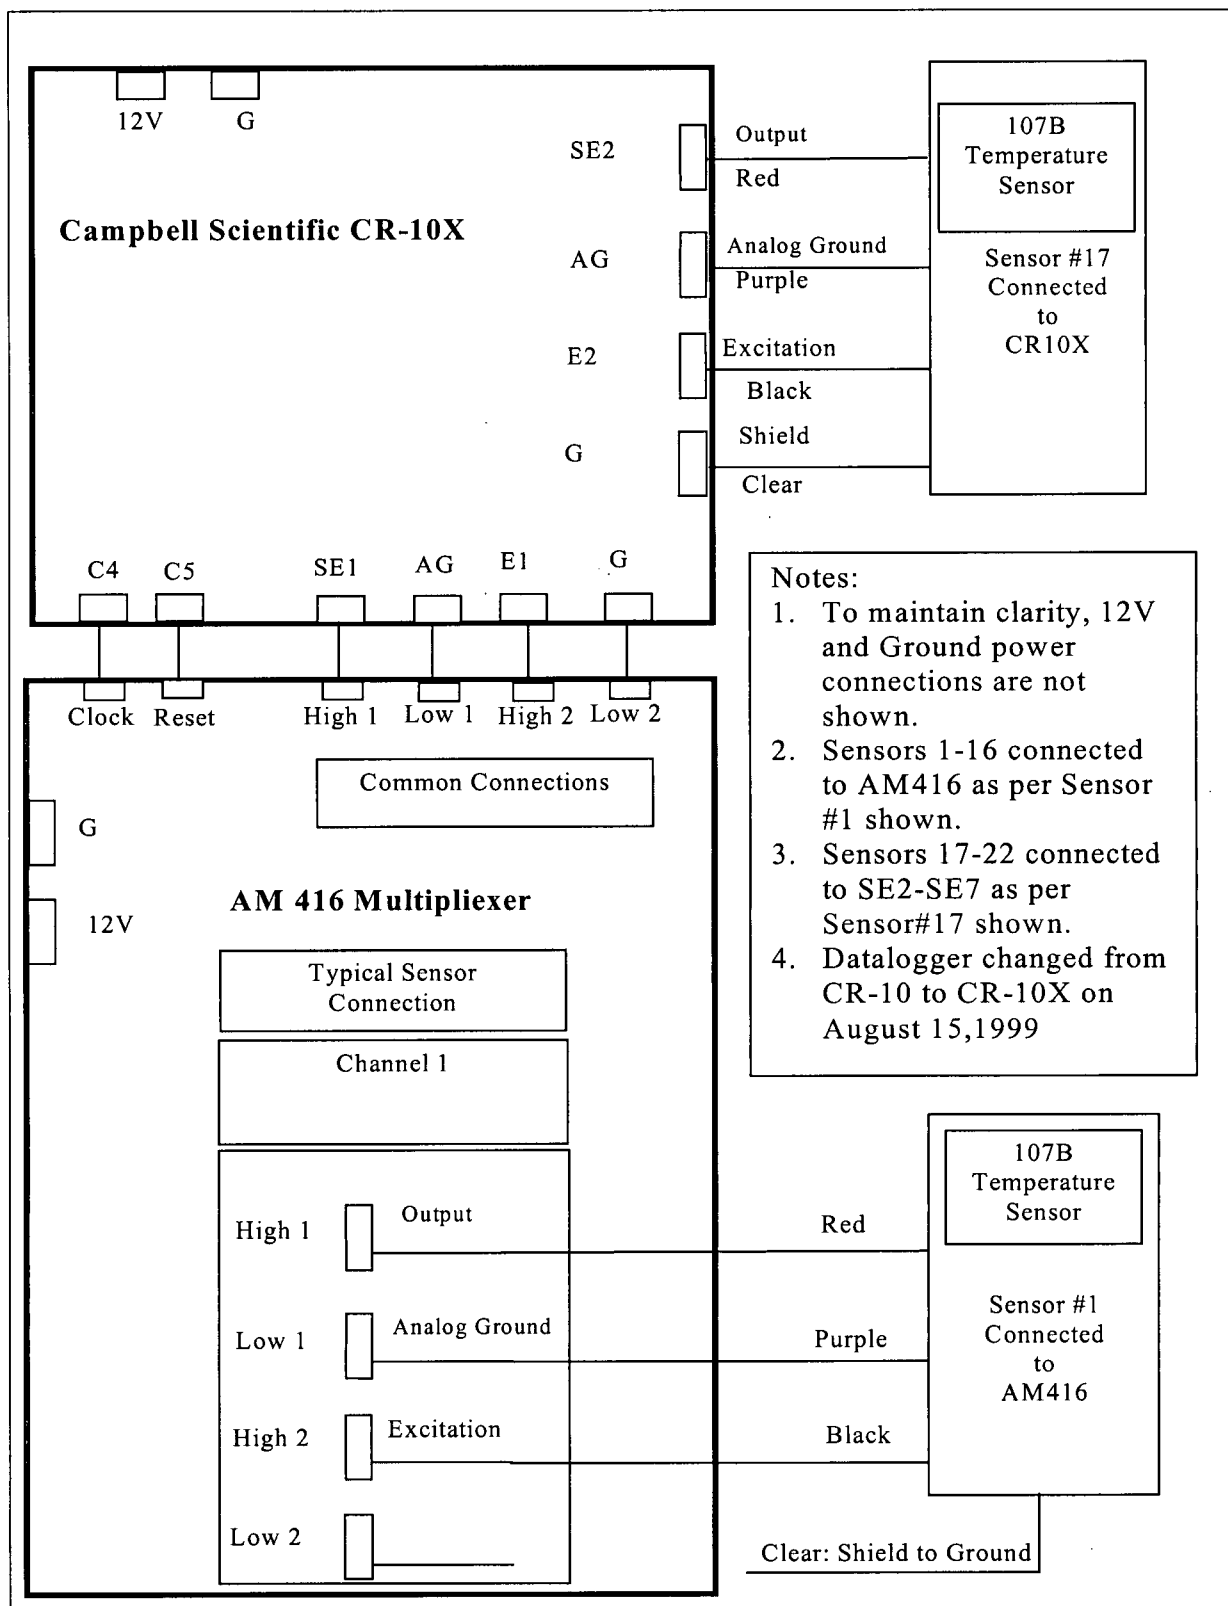 12V
G
Campbell Scientific CR-10X
SE2
AG
E2
G
Output
Red
Analog Ground
Purple
Excitation
Black
Shield
Clear
107B
Temperature
Sensor
Sensor #17
Connected
to
CR10X
C4
C5
SE1
AG
E1
G
Clock
Reset
High 1
Low 1
High 2
Low 2
Common Connections
G
12V
AM 416 Multipliexer
Typical Sensor
Connection
Channel 1
Notes:
1. To maintain clarity, 12V
and Ground power
connections are not
shown.
2. Sensors 1-16 connected
to AM416 as per Sensor
#1 shown.
3. Sensors 17-22 connected
to SE2-SE7 as per
Sensor#17 shown.
4. Datalogger changed from
CR-10 to CR-10X on
August 15,1999
High 1
Output
Red
Low 1
Analog Ground
Purple
High 2
Excitation
Black
Low 2
107B
Temperature
Sensor
Sensor #1
Connected
to
AM416
Clear: Shield to Ground